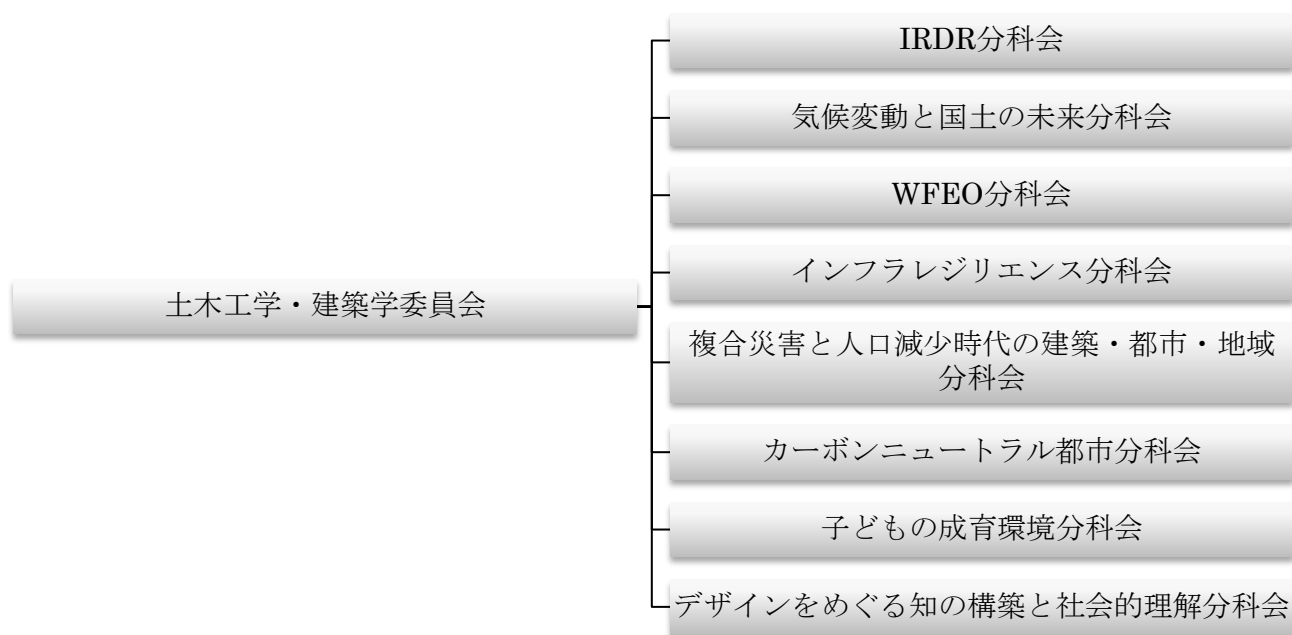 土木工学・建築学委員会
IRDR分科会
気候変動と国土の未来分科会
WFEO分科会
インフラレジリエンス分科会
複合災害と人口減少時代の建築・都市・地域
分科会
カーボンニュートラル都市分科会
子どもの成育環境分科会
デザインをめぐる知の構築と社会的理解分科会